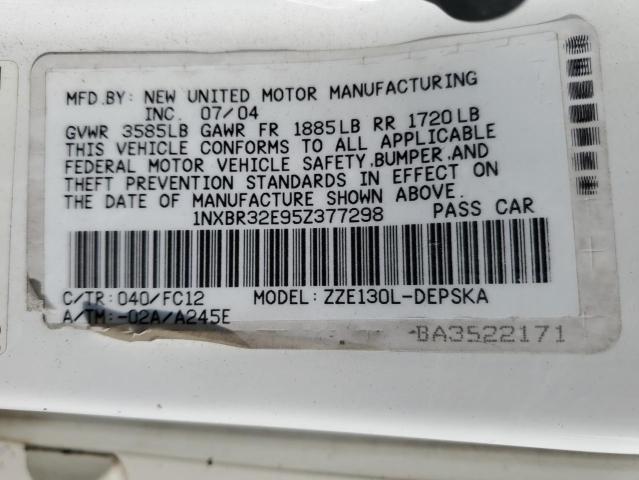 MFD.BY: NEW UNITED MOTOR MANUFACTURING
INC. 07/04
GVWR 3585LB GAWR FR 1885LB RR 1720LB
THIS VEHICLE CONFORMS TO ALL APPLICABLE
FEDERAL MOTOR VEHICLE SAFETY,BUMPER,AND
THEFT PREVENTION STANDARDS IN EFFECT ON
THE DATE OF MANUFACTURE SHOWN ABOVE.
1NXBR32E95Z377298 PASS CAR
C/TR: 040/FC12 MODEL: ZZE130L-DEPSKA
A/TM:-02A/A245E
BA3522171